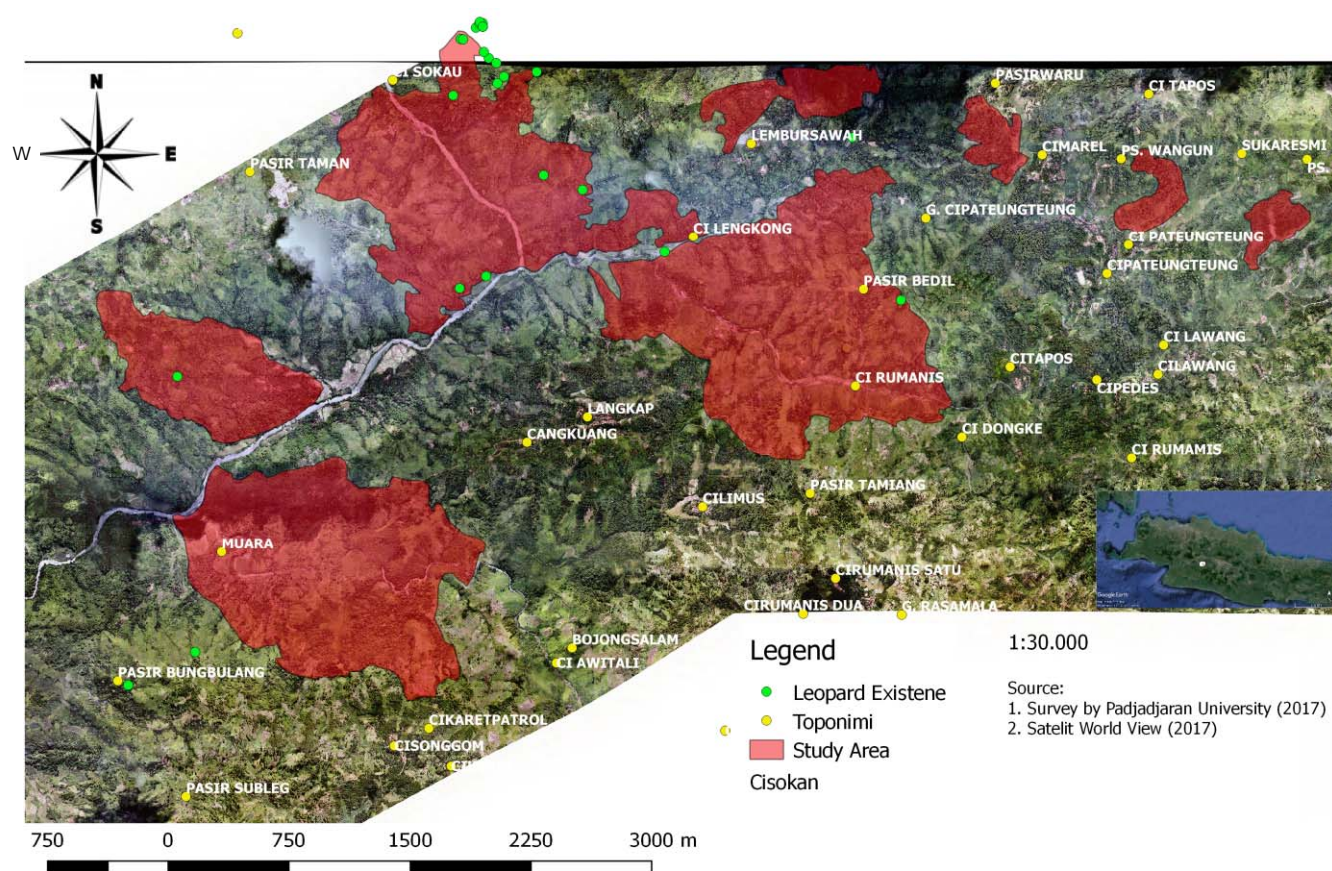 N
W
E
S
CI SOKAU
PASIRWARU
CI TAPOS
LEMBURSAWAH
CIMAREL
PS. WANGUN
SUKARESMI
PS.
PASIR TAMAN
G. CIPATEUNGTEUNG
CI LENGKONG
CI PATEUNGTEUNG
CIPATEUNGTEUNG
PASIR BEDIL
CI LAWANG
CITAPOS
CILAWANG
CIPEDES
CI RUMANIS
LANGKAP
CANGKUANG
CI DONGKE
CI RUMAMIS
PASIR TAMIANG
CILIMUS
MUARA
CIRUMANIS SATU
CIRUMANIS DUA
G. RASAMALA
BOJONGSALAM
CI AWITALI
PASIR BUNGBULANG
CIKARETPATROL
CISONGGOM
PASIR SUBLEG
Google Earth
Legend
Leopard Existene
Toponimi
Study Area
Cisokan
1:30.000
Source:
1. Survey by Padjadjaran University (2017)
2. Satelit World View (2017)
750 0 750 1500 2250 3000 m